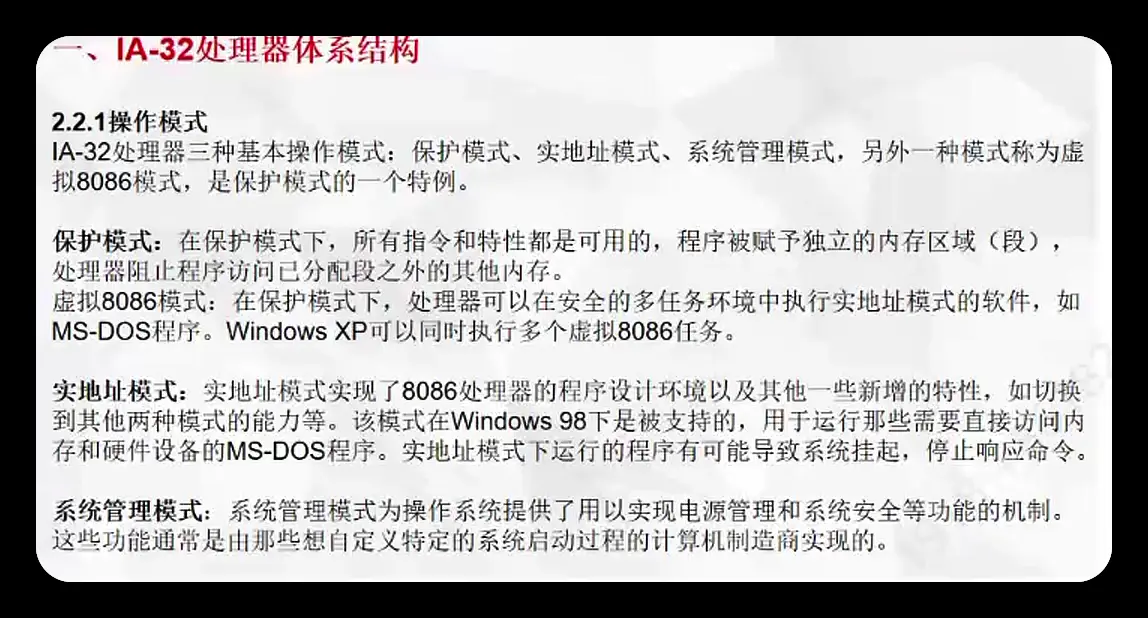 一、IA-32处理器体系结构
2.2.1操作模式
IA-32处理器三种基本操作模式：保护模式、实地址模式、系统管理模式，另外一种模式称为虚
拟8086模式，是保护模式的一个特例。
保护模式：在保护模式下，所有指令和特性都是可用的，程序被赋予独立的内存区域（段），
处理器阻止程序访问已分配段之外的其他内存。
虚拟8086模式：在保护模式下，处理器可以在安全的多任务环境中执行实地址模式的软件，如
MS-DOS程序。Windows XP可以同时执行多个虚拟8086任务。
实地址模式：实地址模式实现了8086处理器的程序设计环境以及其他一些新增的特性，如切换
到其他两种模式的能力等。该模式在Windows 98下是被支持的，用于运行那些需要直接访问内
存和硬件设备的MS-DOS程序。实地址模式下运行的程序有可能导致系统挂起，停止响应命令。
系统管理模式：系统管理模式为操作系统提供了用以实现电源管理和系统安全等功能的机制。
这些功能通常是由那些想自定义特定的系统启动过程的计算机制造商实现的。